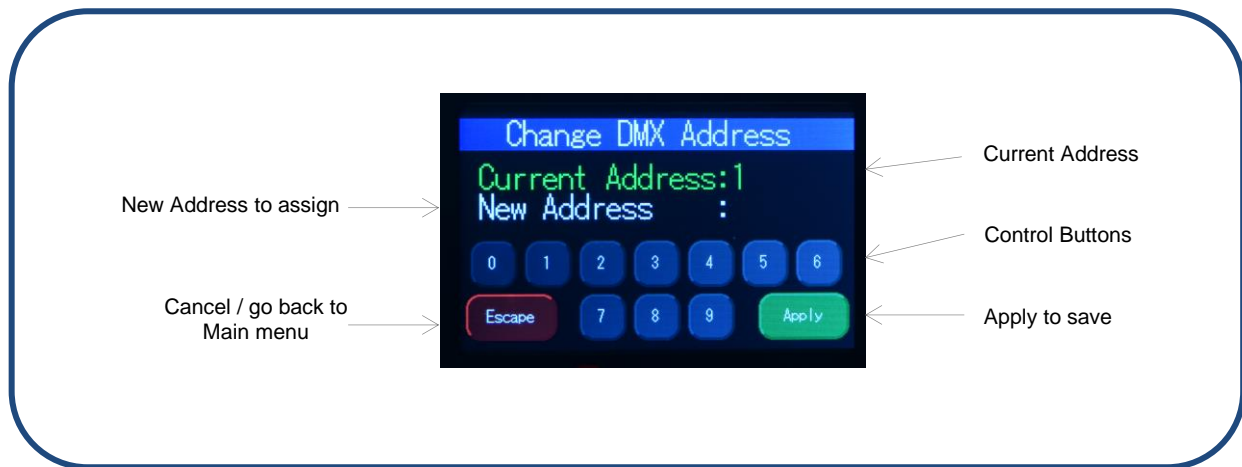 Change DMX Address
Current Address:1
New Address :
0 1 2 3 4 5 6
Escape 7 8 9 Apply
New Address to assign
Cancel / go back to
Main menu
Current Address
Control Buttons
Apply to save